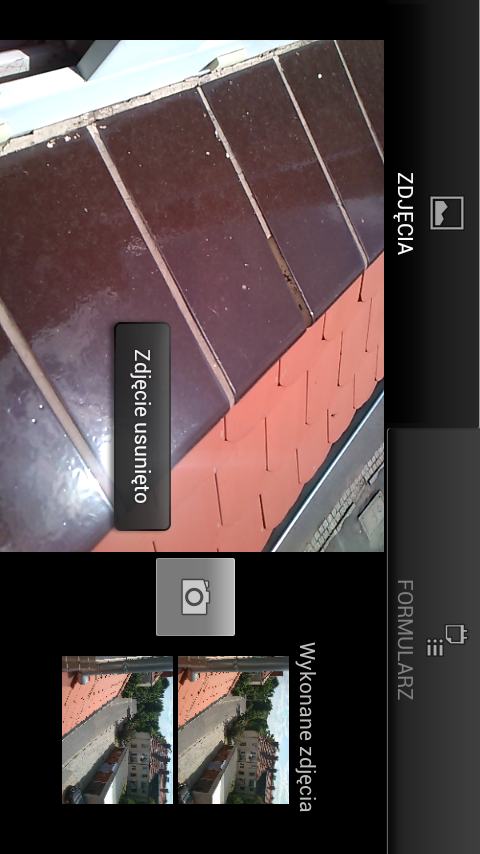 ZDJĘCIA
FORMULARZ
Zdjęcie usunięto
Wykonane zdjęcia